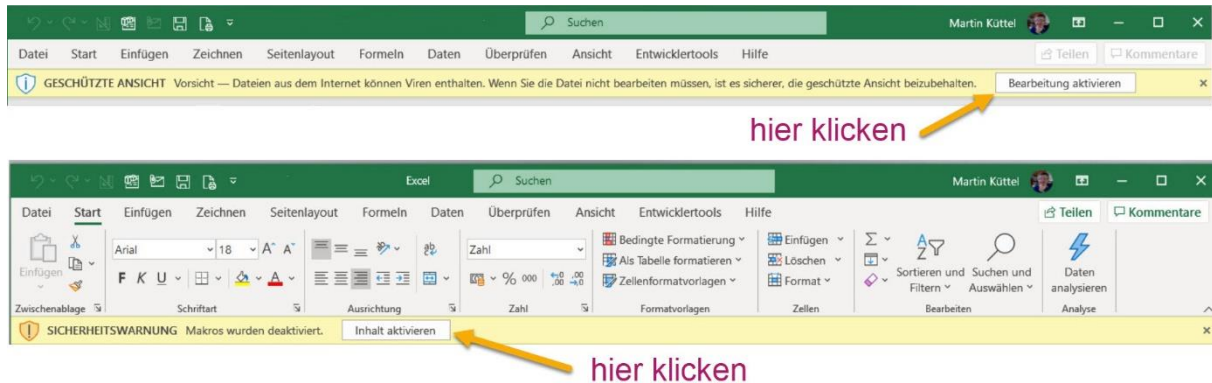 Suchen
Martin Küttel
Datei Start Einfügen Zeichnen Seitenlayout Formeln Daten Überprüfen Ansicht Entwicklertools Hilfe Teilen Kommentare
GESCHÜTZTE ANSICHT Vorsicht — Dateien aus dem Internet können Viren enthalten. Wenn Sie die Datei nicht bearbeiten müssen, ist es sicherer, die geschützte Ansicht beizubehalten. Bearbeitung aktivieren
hier klicken
Excel Suchen Martin Küttel
Datei Start Einfügen Zeichnen Seitenlayout Formeln Daten Überprüfen Ansicht Entwicklertools Hilfe Teilen Kommentare
Einfügen
Arial 18 A A
F K U A
ab
Zahl
% 000
Bedingte Formatierung
Als Tabelle formatieren
Zellenformatvorlagen
Einfügen
Löschen
Format
Sortieren und Filtern
Suchen und Auswählen
Daten analysieren
Zwischenablage Schriftart Ausrichtung Zahl Formatvorlagen Zellen Bearbeiten Analyse
SICHERHEITSWARNUNG Makros wurden deaktiviert. Inhalt aktivieren
hier klicken